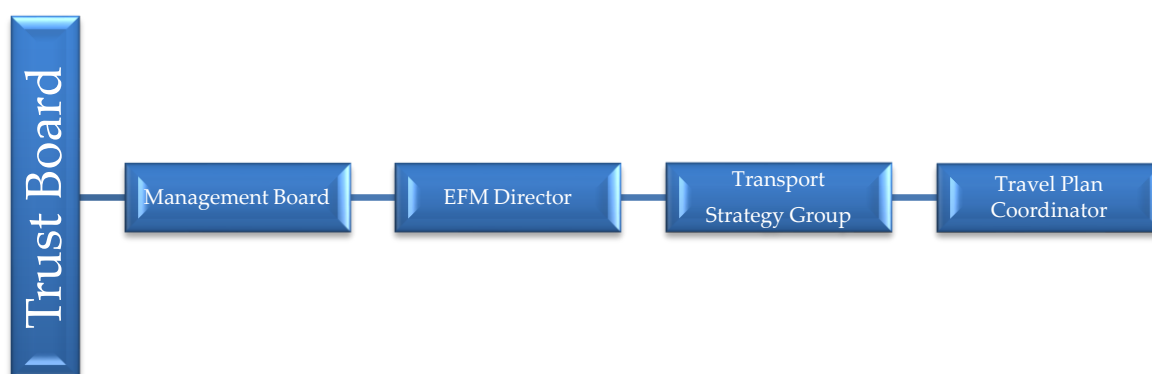 Trust Board
Management Board
EFM Director
Transport
Strategy Group
Travel Plan
Coordinator